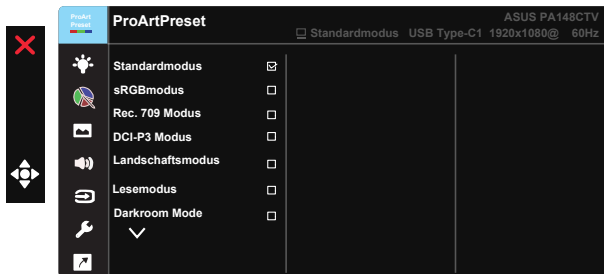 ProArt
Preset
ProArtPreset
ASUS PA148CTV
Standardmodus USB Type-C1 1920x1080@ 60Hz
Standardmodus
sRGBmodus
Rec. 709 Modus
DCI-P3 Modus
Landschaftsmodus
Lesemodus
Darkroom Mode